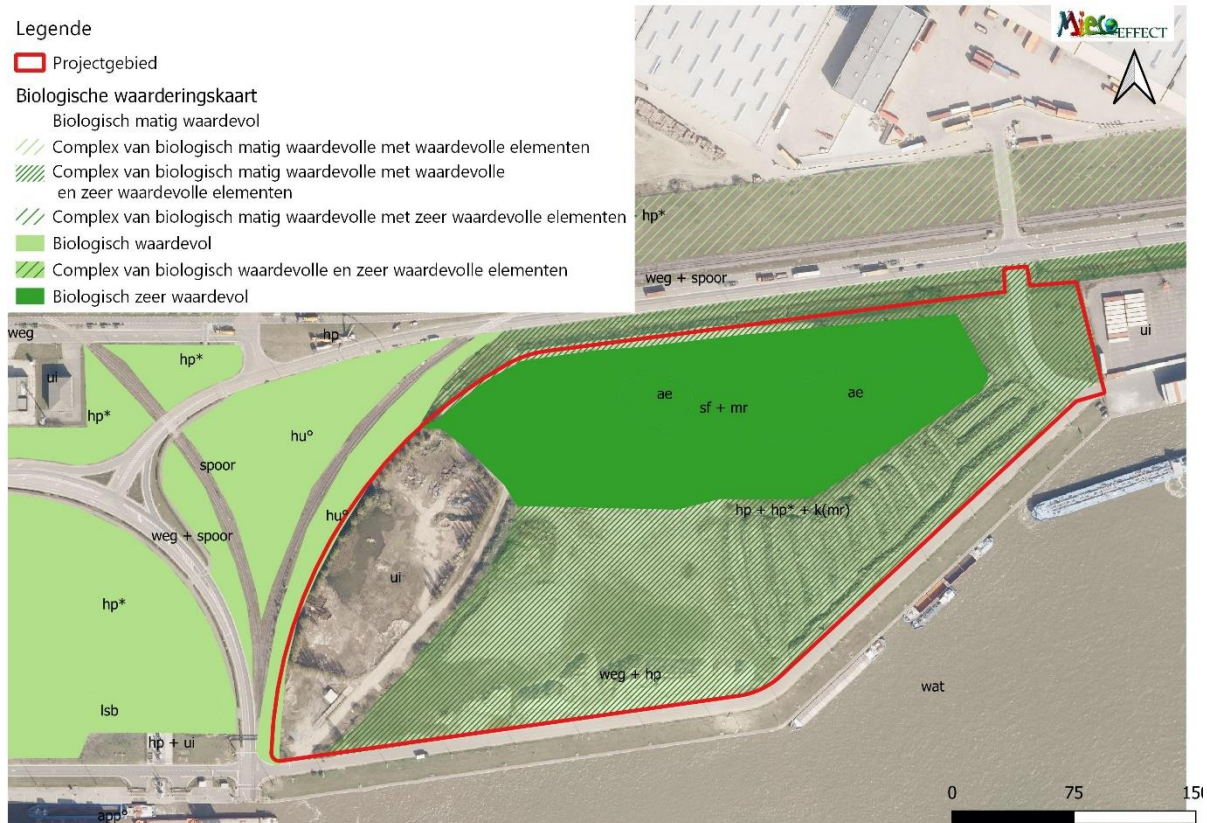 Legende
Projectgebied
Biologische waarderingskaart
Biologisch matig waardevol
Complex van biologisch matig waardevolle met waardevolle elementen
Complex van biologisch matig waardevolle met waardevolle
en zeer waardevolle elementen
Complex van biologisch matig waardevolle met zeer waardevolle elementen
Biologisch waardevol
Complex van biologisch waardevolle en zeer waardevolle elementen
Biologisch zeer waardevol
Mieco EFFECT
hp*
weg + spoor
weg
hp
ui
hp*
ui
hp*
ae
ae
sf + mr
hu°
spoor
hp + hp* + k(mr)
hu°
weg + spoor
ui
hp*
weg + hp
wat
lsb
hp + ui
app°
0 75 150